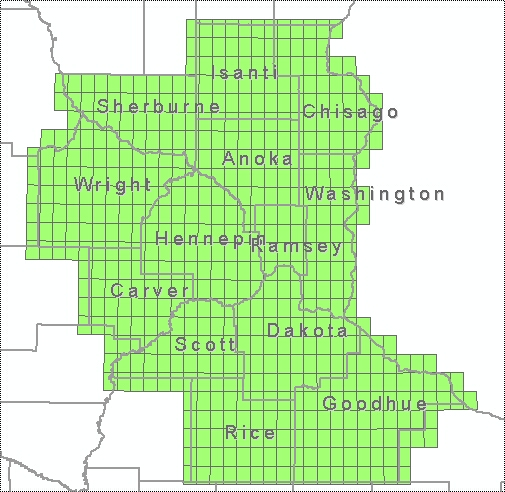 Isanti
Sherburne
Chisago
Anoka
Wright
Washington
Hennepin
Ramsey
Carver
Dakota
Scott
Goodhue
Rice